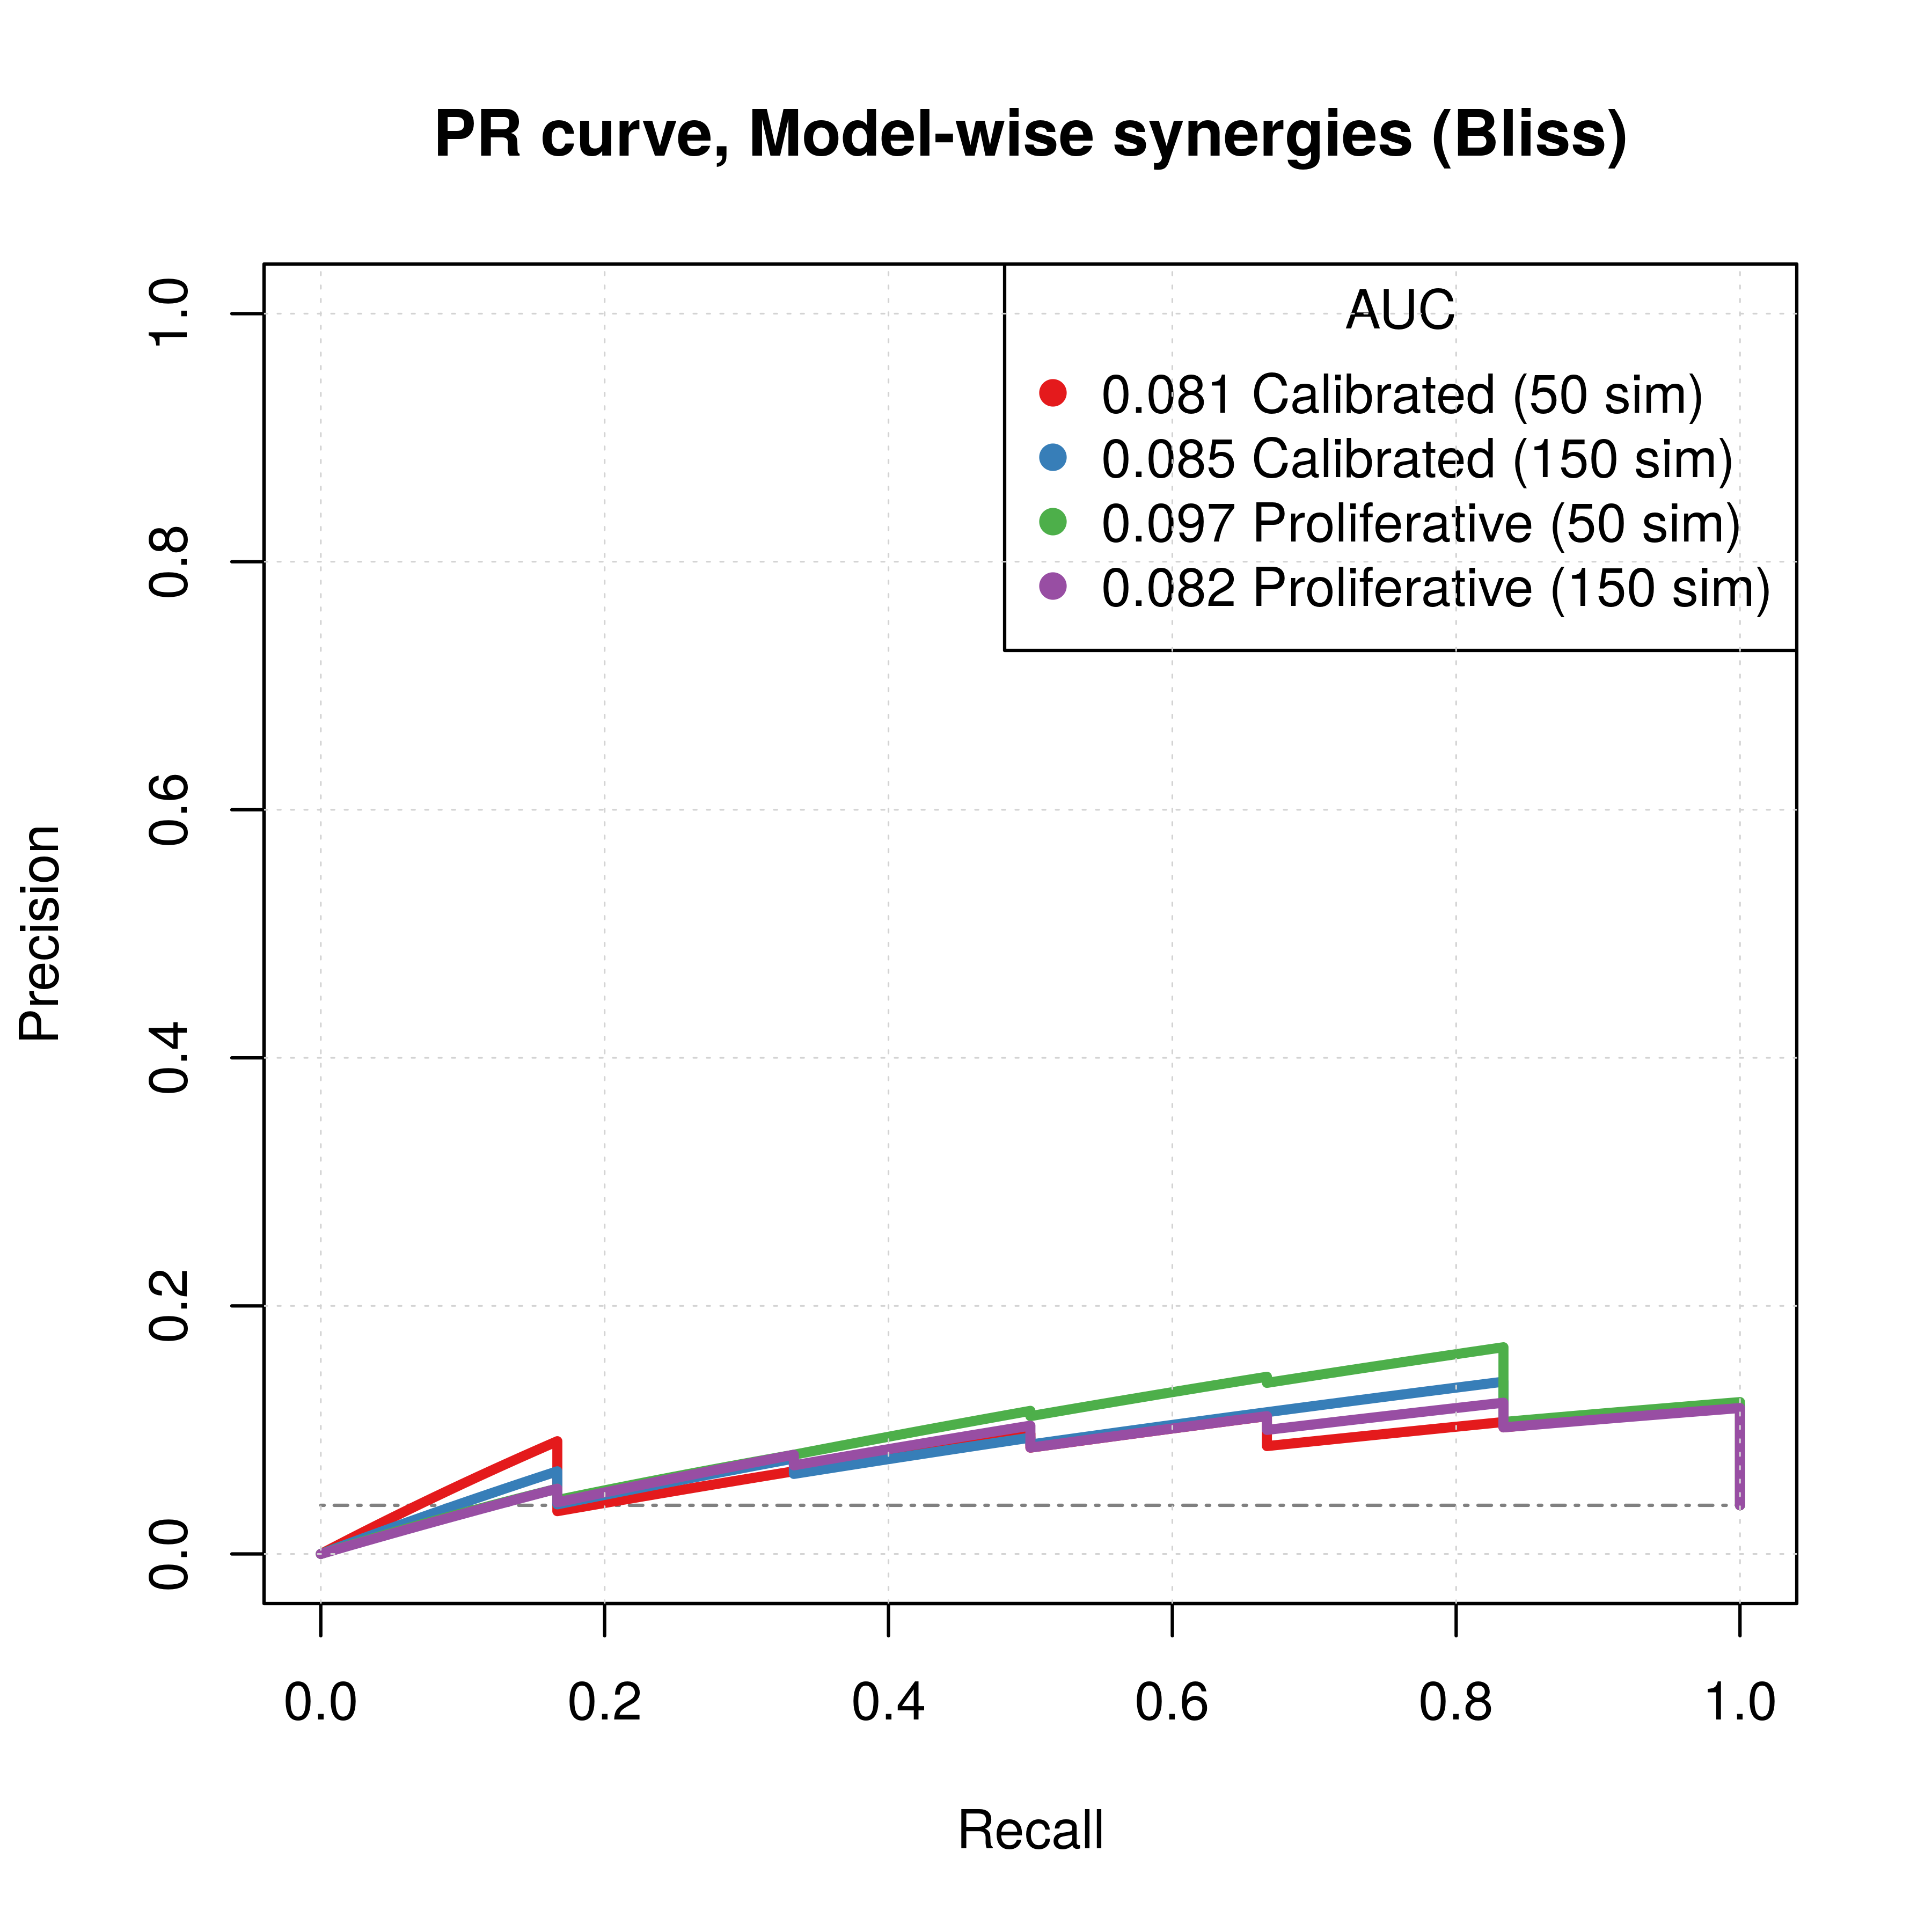 PR curve, Model-wise synergies (Bliss)
AUC
0.081 Calibrated (50 sim)
0.085 Calibrated (150 sim)
0.097 Proliferative (50 sim)
0.082 Proliferative (150 sim)
1.0
0.8
0.6
0.4
0.2
0.0
Precision
0.0 0.2 0.4 0.6 0.8 1.0
Recall